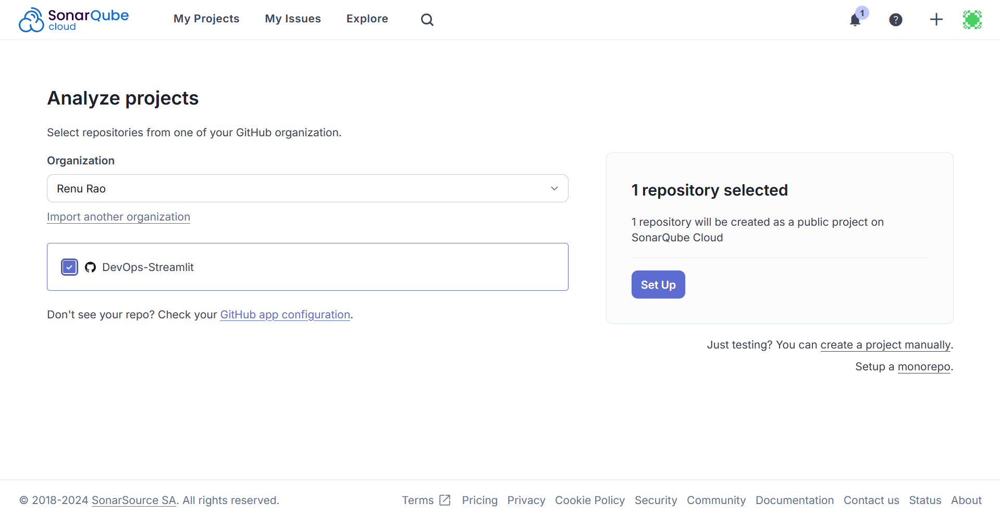 SonarQube
cloud
My Projects
My Issues
Explore
1
?
Analyze projects
Select repositories from one of your GitHub organization.
Organization
Renu Rao
Import another organization
DevOps-Streamlit
Don't see your repo? Check your GitHub app configuration.
1 repository selected
1 repository will be created as a public project on
SonarQube Cloud
Set Up
Just testing? You can create a project manually.
Setup a monorepo.
© 2018-2024 SonarSource SA. All rights reserved.
Terms Pricing Privacy Cookie Policy Security Community Documentation Contact us Status About